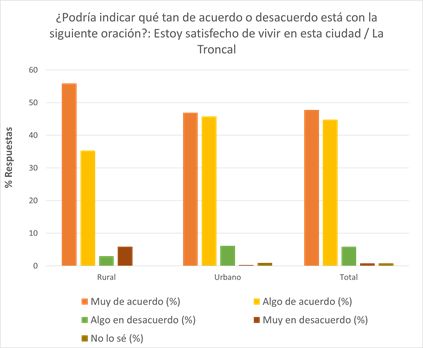 ¿Podría indicar qué tan de acuerdo o desacuerdo está con la
siguiente oración?: Estoy satisfecho de vivir en esta ciudad / La
Troncal
60
50
40
30
20
10
0
% Respuestas
Rural
Urbano
Total
Muy de acuerdo (%)
Algo de acuerdo (%)
Algo en desacuerdo (%)
Muy en desacuerdo (%)
No lo sé (%)